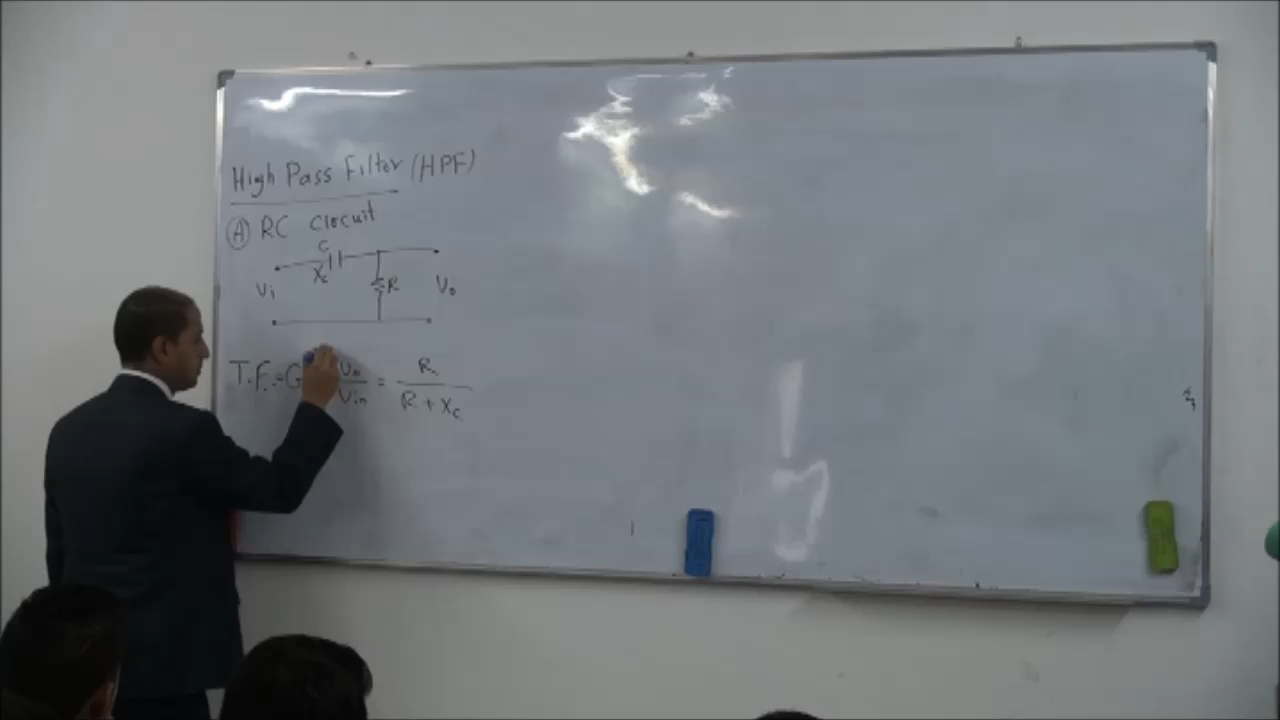 High Pass Filter (HPF)
(A) RC Circuit
C
Xc
Vi
R
Vo
T.F. = G
Vo / Vin = R / R + Xc